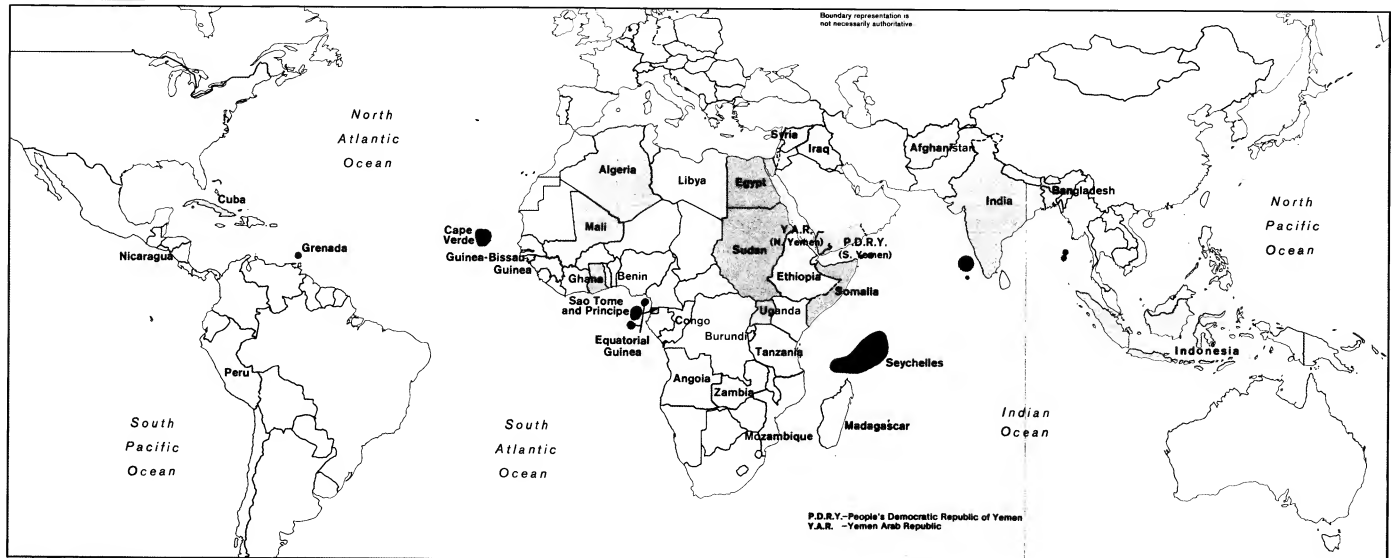 Boundary representation is
not necessarily authoritative
North
Atlantic
Ocean
Cuba
Nicaragua
Grenada
Peru
South
Pacific
Ocean
Cape
Verde
Guinea-Bissau
Guinea
Algeria
Mali
Libya
Egypt
Sudan
Ghana
Benin
Sao Tome
and Principe
Equatorial
Guinea
Congo
Burundi
Uganda
Tanzania
Angola
Zambia
Mozambique
Madagascar
Seychelles
Ethiopia
Somalia
Y.A.R.
(N. Yemen)
P.D.R.Y.
(S. Yemen)
Syria
Iraq
Afghanistan
India
Bangladesh
Indonesia
North
Pacific
Ocean
South
Atlantic
Ocean
Indian
Ocean
P.D.R.Y.-People's Democratic Republic of Yemen
Y.A.R. -Yemen Arab Republic